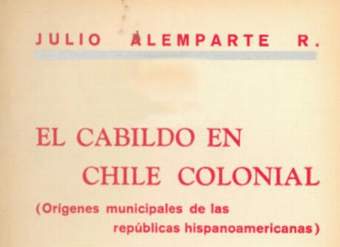 JULIO ALEMPARTE R.
EL CABILDO EN
CHILE COLONIAL
(Orígenes municipales de las
repúblicas hispanoamericanas)